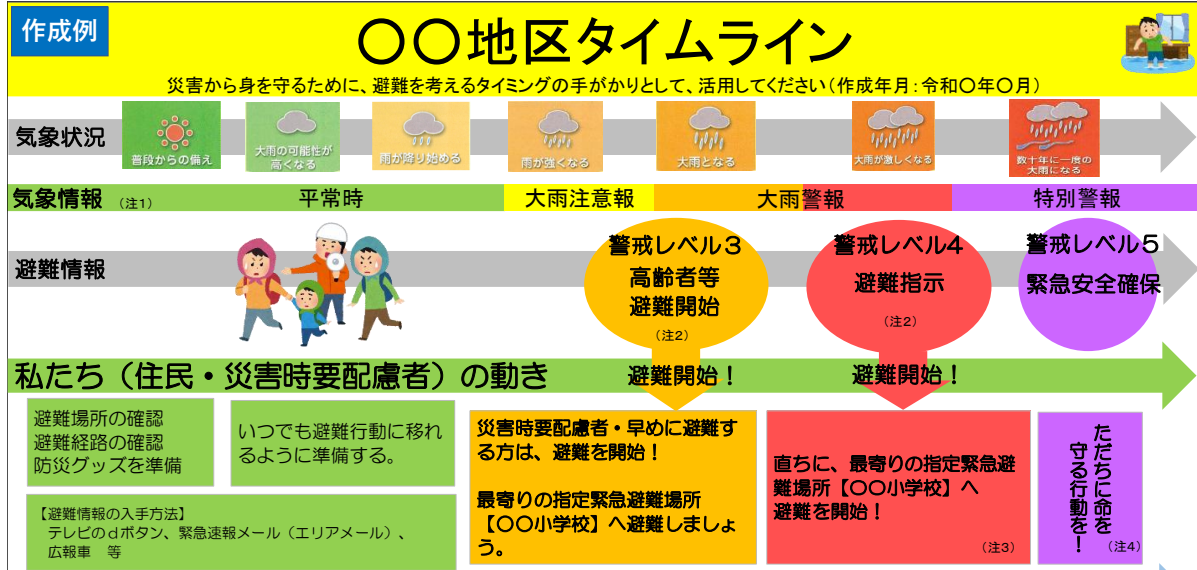 作成例
〇〇地区タイムライン
災害から身を守るために、避難を考えるタイミングの手がかりとして、活用してください(作成年月:令和〇年〇月)
気象状況
普段からの備え
大雨の可能性が
高くなる
雨が降り始める
雨が強くなる
大雨となる
大雨が激しくなる
数十年に一度の
大雨になる
気象情報 (注1)
平常時
大雨注意報
大雨警報
特別警報
避難情報
警戒レベル3
高齢者等
避難開始
(注2)
警戒レベル4
避難指示
(注2)
警戒レベル5
緊急安全確保
私たち(住民・災害時要配慮者)の動き
避難開始!
避難開始!
避難場所の確認
避難経路の確認
防災グッズを準備
いつでも避難行動に移れ
るように準備する。
【避難情報の入手方法】
テレビのdボタン、緊急速報メール(エリアメール)、
広報車 等
災害時要配慮者・早めに避難す
る方は、避難を開始!
最寄りの指定緊急避難場所
【〇〇小学校】へ避難しましょ
う。
直ちに、最寄りの指定緊急避
難場所【〇〇小学校】へ
避難を開始!
(注3)
ただちに命を
守る行動を!
(注4)